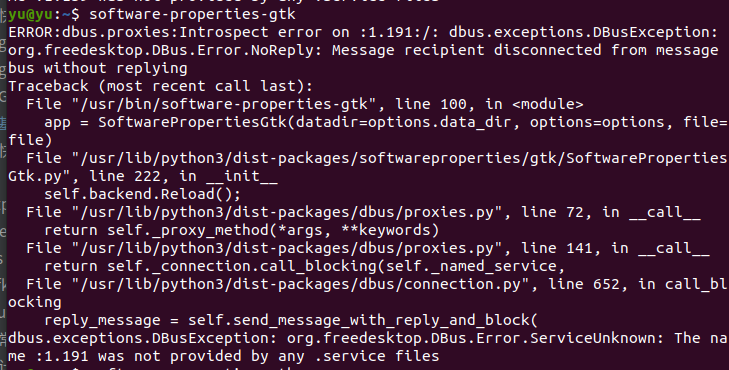 yu@yu:~$ software-properties-gtk
ERROR:dbus.proxies:Introspect error on :1.191:/: dbus.exceptions.DBusException:
org.freedesktop.DBus.Error.NoReply: Message recipient disconnected from message
bus without replying
Traceback (most recent call last):
  File "/usr/bin/software-properties-gtk", line 100, in <module>
    app = SoftwarePropertiesGtk(datadir=options.data_dir, options=options, file=
file)
  File "/usr/lib/python3/dist-packages/softwareproperties/gtk/SoftwareProperties
Gtk.py", line 222, in __init__
    self.backend.Reload();
  File "/usr/lib/python3/dist-packages/dbus/proxies.py", line 72, in __call__
    return self._proxy_method(*args, **keywords)
  File "/usr/lib/python3/dist-packages/dbus/proxies.py", line 141, in __call__
    return self._connection.call_blocking(self._named_service,
  File "/usr/lib/python3/dist-packages/dbus/connection.py", line 652, in call_bl
ocking
    reply_message = self.send_message_with_reply_and_block(
dbus.exceptions.DBusException: org.freedesktop.DBus.Error.ServiceUnknown: The na
me :1.191 was not provided by any .service files